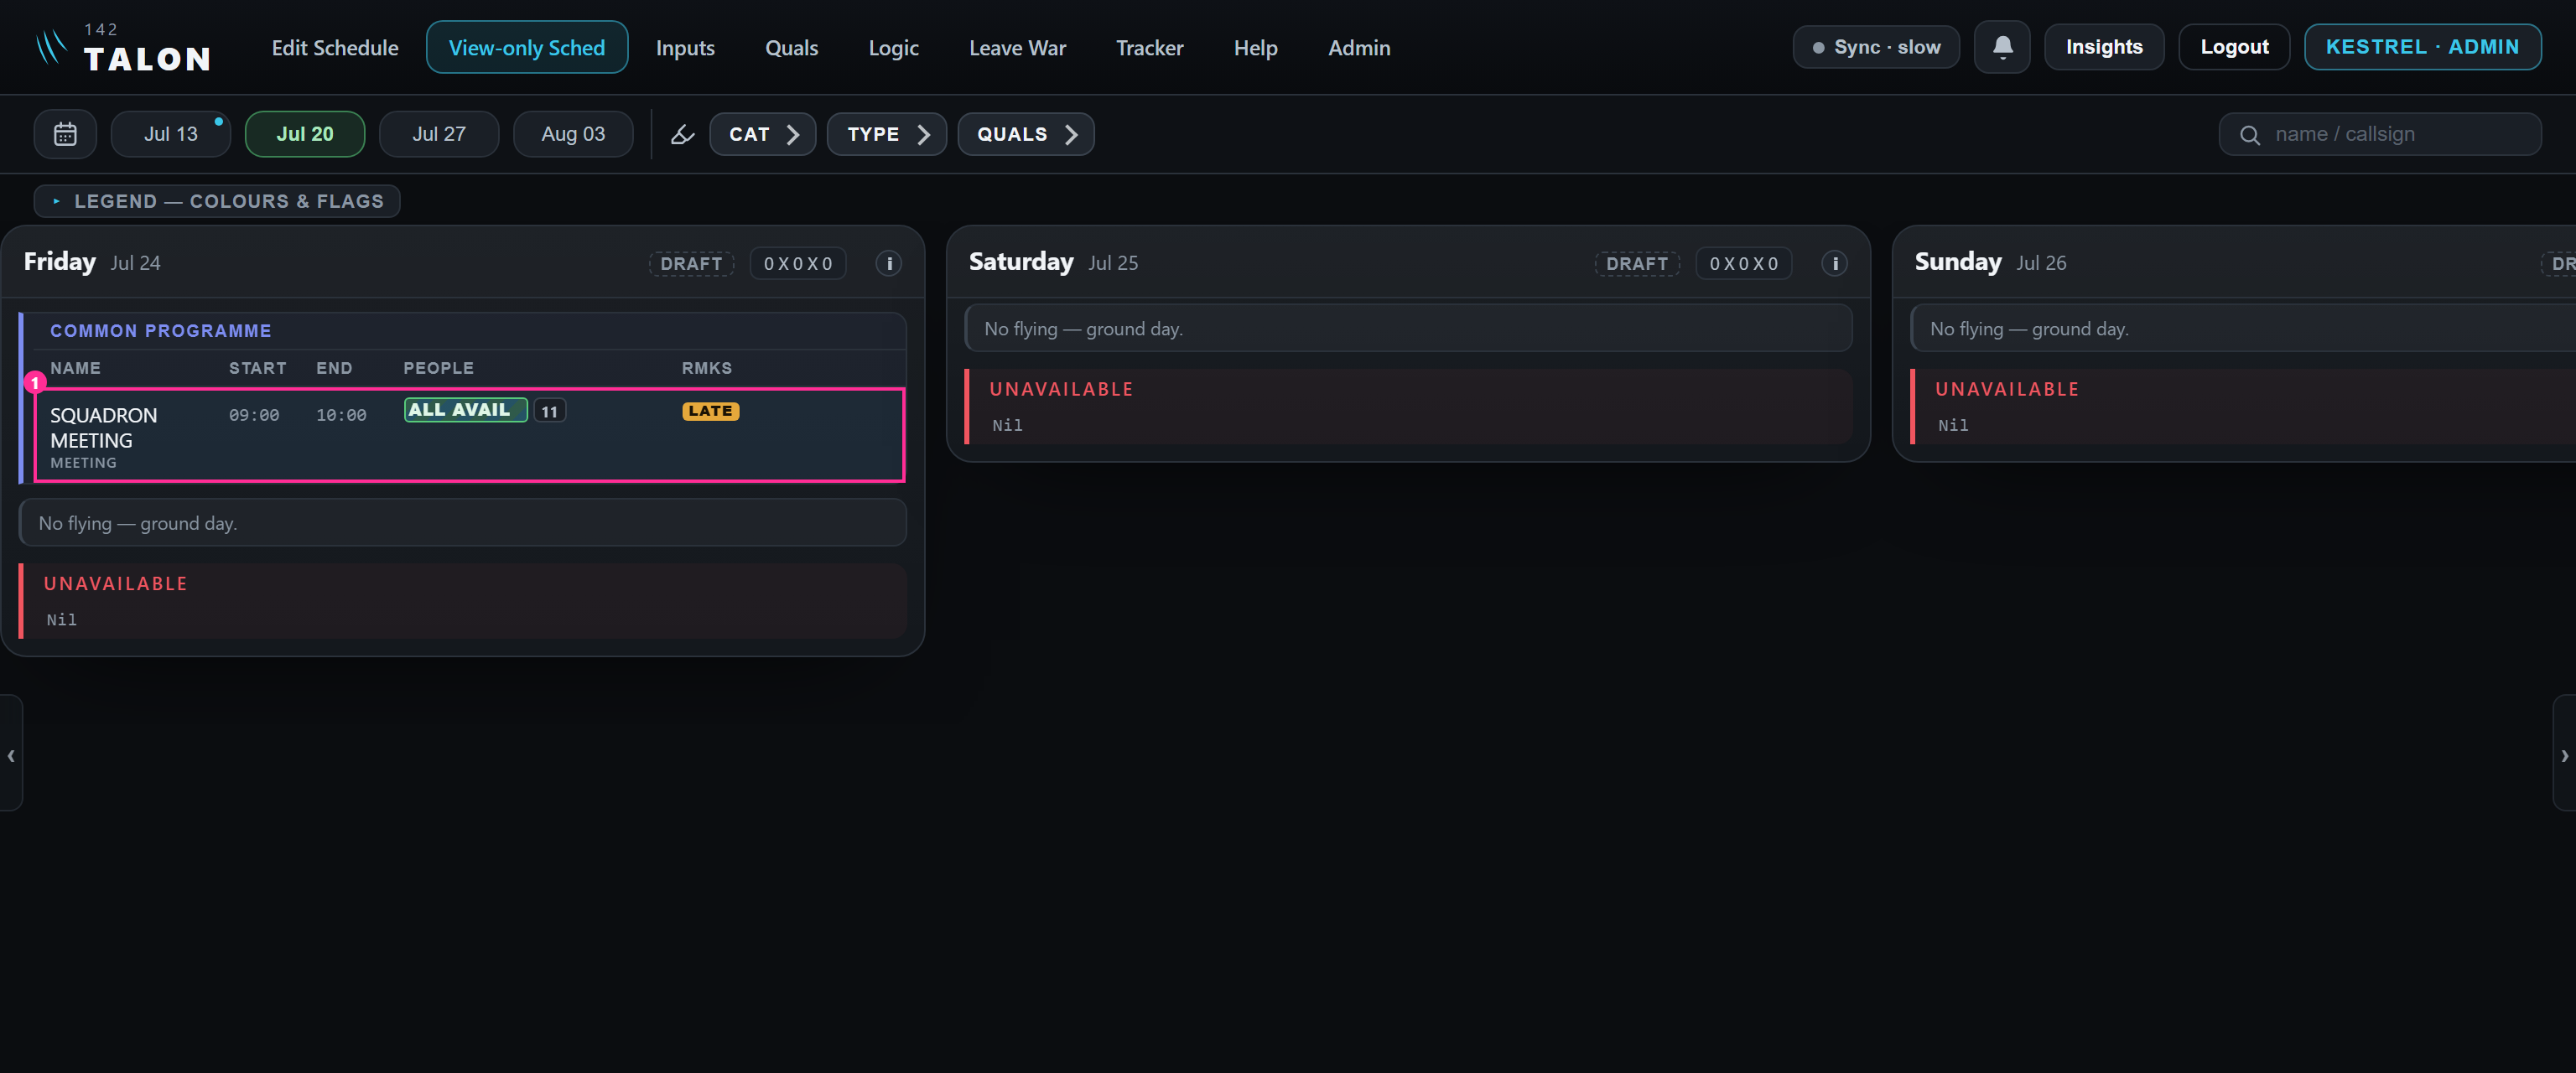 142
TALON
Edit Schedule
View-only Sched
Inputs
Quals
Logic
Leave War
Tracker
Help
Admin
Sync · slow
Insights
Logout
KESTREL · ADMIN
Jul 13
Jul 20
Jul 27
Aug 03
CAT
TYPE
QUALS
name / callsign
LEGEND — COLOURS & FLAGS
Friday Jul 24
DRAFT
0X0X0
i
COMMON PROGRAMME
NAME START END PEOPLE RMKS
1
SQUADRON MEETING 09:00 10:00 ALL AVAIL 11 LATE
MEETING
No flying — ground day.
UNAVAILABLE
Nil
Saturday Jul 25
DRAFT
0X0X0
i
No flying — ground day.
UNAVAILABLE
Nil
Sunday Jul 26
DR
No flying — ground day.
UNAVAILABLE
Nil
‹
›